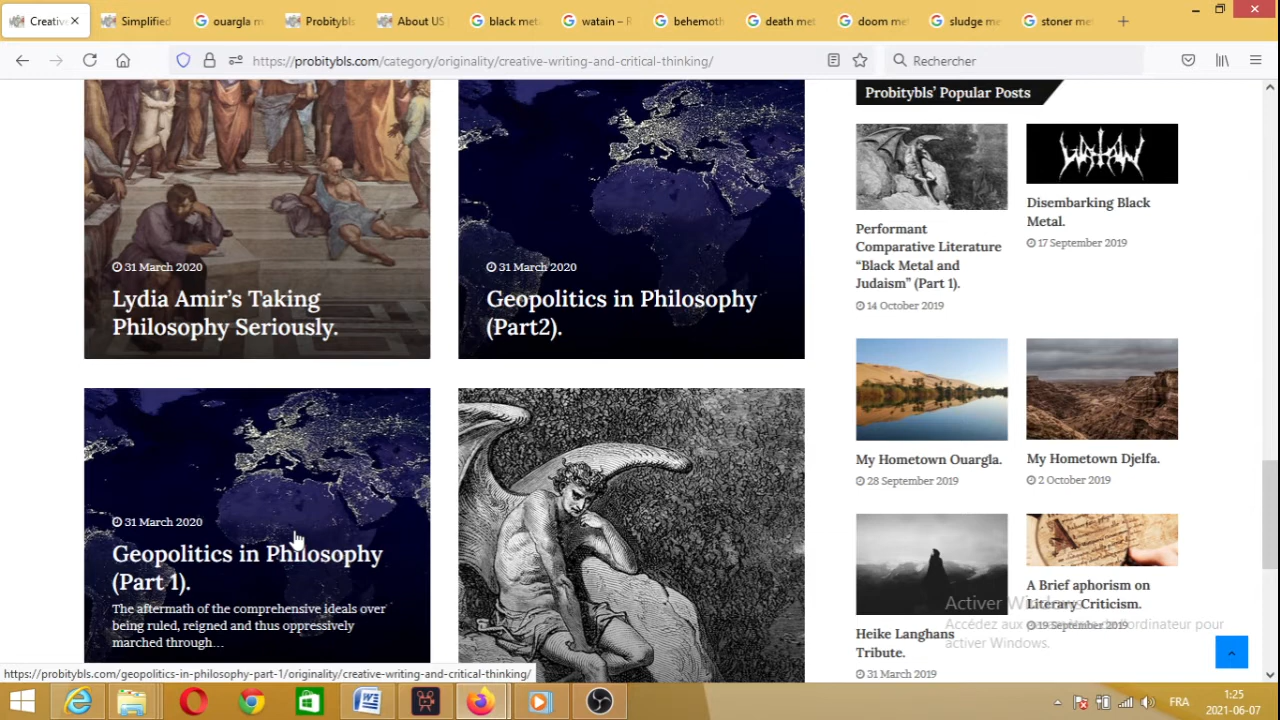 Creative
Simplified
ouargla m
Probitybls
About US
black met
watain – R
behemoth
death met
doom me
sludge me
stoner me
https://probitybls.com/category/originality/creative-writing-and-critical-thinking/
Rechercher
31 March 2020
Lydia Amir's Taking
Philosophy Seriously.
31 March 2020
Geopolitics in Philosophy
(Part2).
31 March 2020
Geopolitics in Philosophy
(Part 1).
The aftermath of the comprehensive ideals over
being ruled, reigned and thus oppressively
marched through…
Probitybls' Popular Posts
Performant
Comparative Literature
“Black Metal and
Judaism” (Part 1).
14 October 2019
WATAIN
Disembarking Black
Metal.
17 September 2019
My Hometown Ouargla.
28 September 2019
My Hometown Djelfa.
2 October 2019
Heike Langhans
Tribute.
31 March 2019
A Brief aphorism on
Literary Criticism.
19 September 2019
Activer Windows
Accédez aux paramètres de l'ordinateur pour
activer Windows.
https://probitybls.com/geopolitics-in-philosophy-part-1/originality/creative-writing-and-critical-thinking/
FRA
1:25
2021-06-07